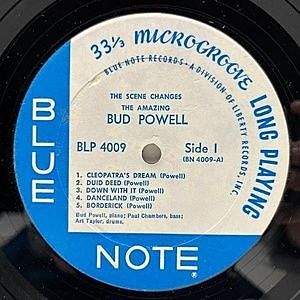 33⅓ MICROGROOVE LONG PLAYING
BLUE NOTE RECORDS • A DIVISION OF LIBERTY RECORDS, INC.
THE SCENE CHANGES
THE AMAZING
BUD POWELL
BLP 4009 Side 1
(BN 4009-A)
1. CLEOPATRA'S DREAM (Powell)
2. DUID DEED (Powell)
3. DOWN WITH IT (Powell)
4. DANCELAND (Powell)
5. BORDERICK (Powell)
Bud Powell, piano; Paul Chambers, bass;
Art Taylor, drums.
BLUE
NOTE ®